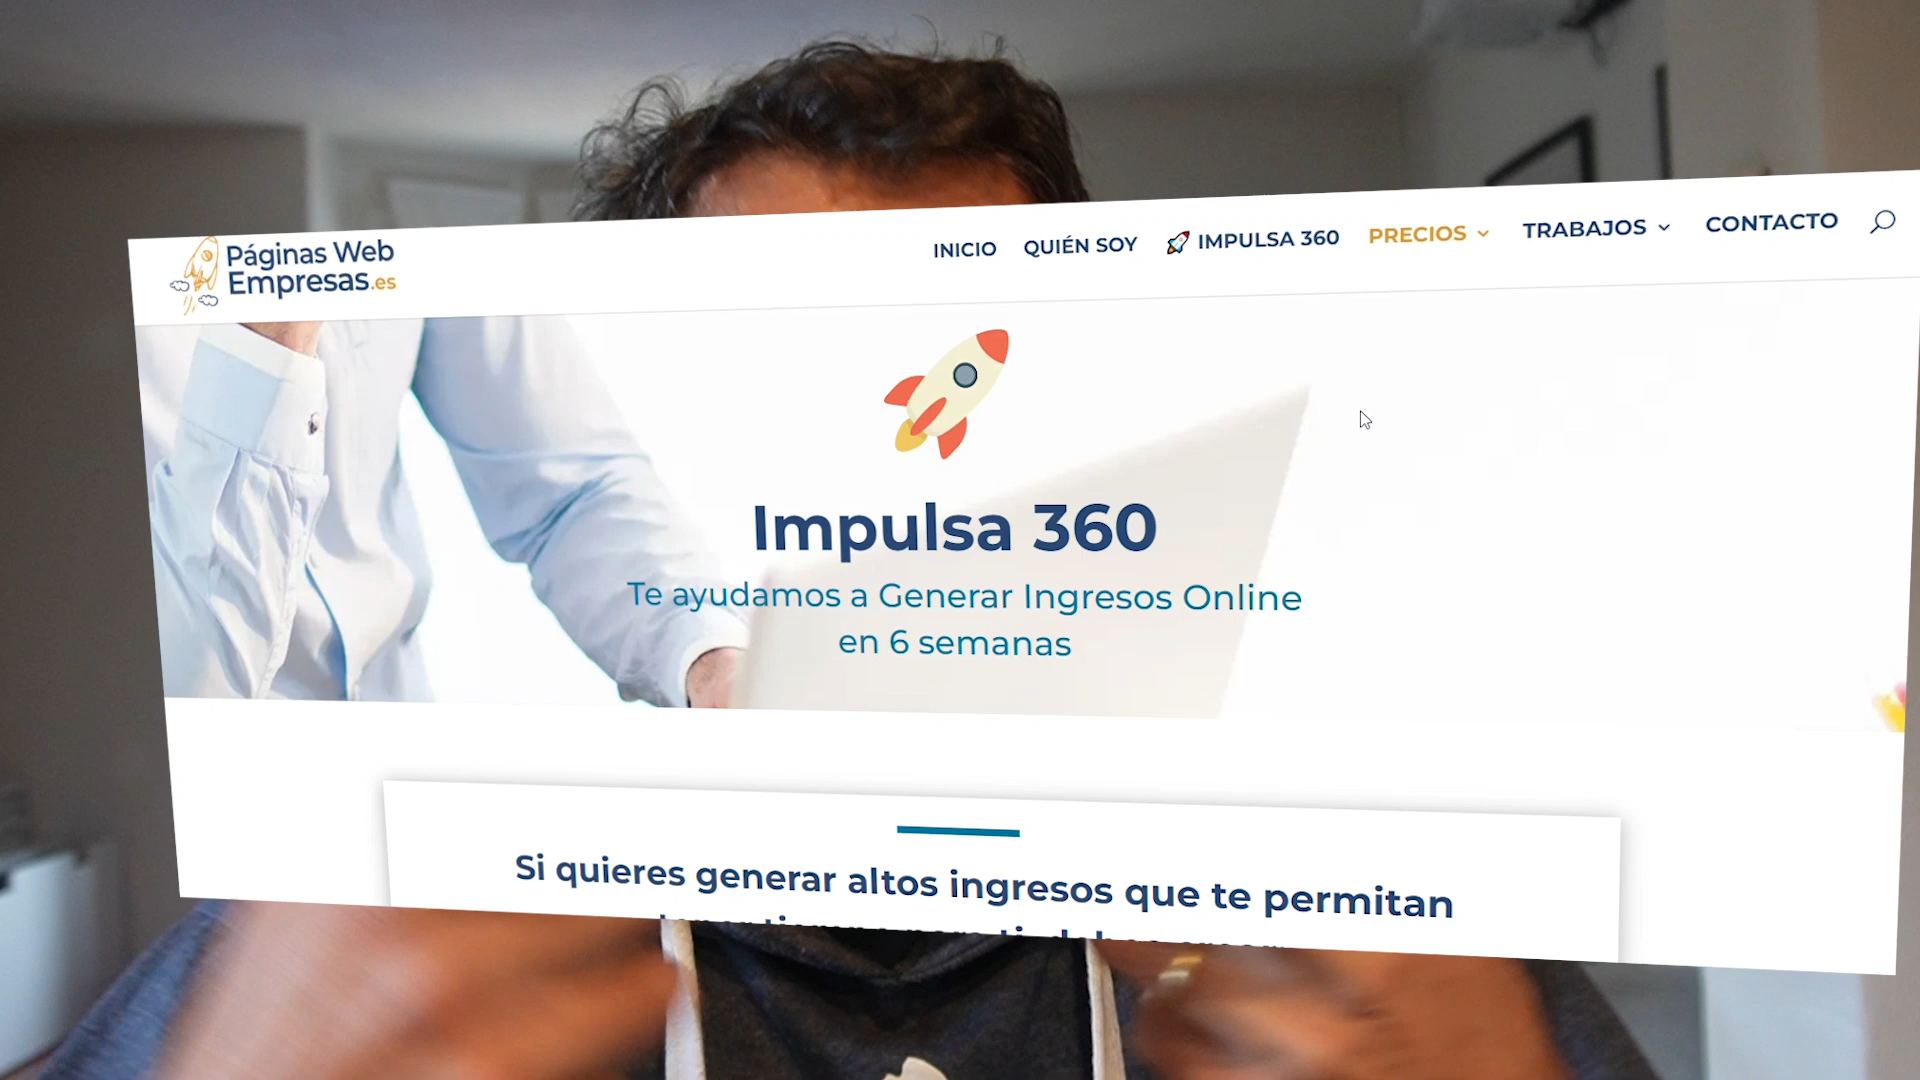 Páginas Web
Empresas.es
INICIO
QUIÉN SOY
IMPULSA 360
PRECIOS
TRABAJOS
CONTACTO
Impulsa 360
Te ayudamos a Generar Ingresos Online
en 6 semanas
Si quieres generar altos ingresos que te permitan